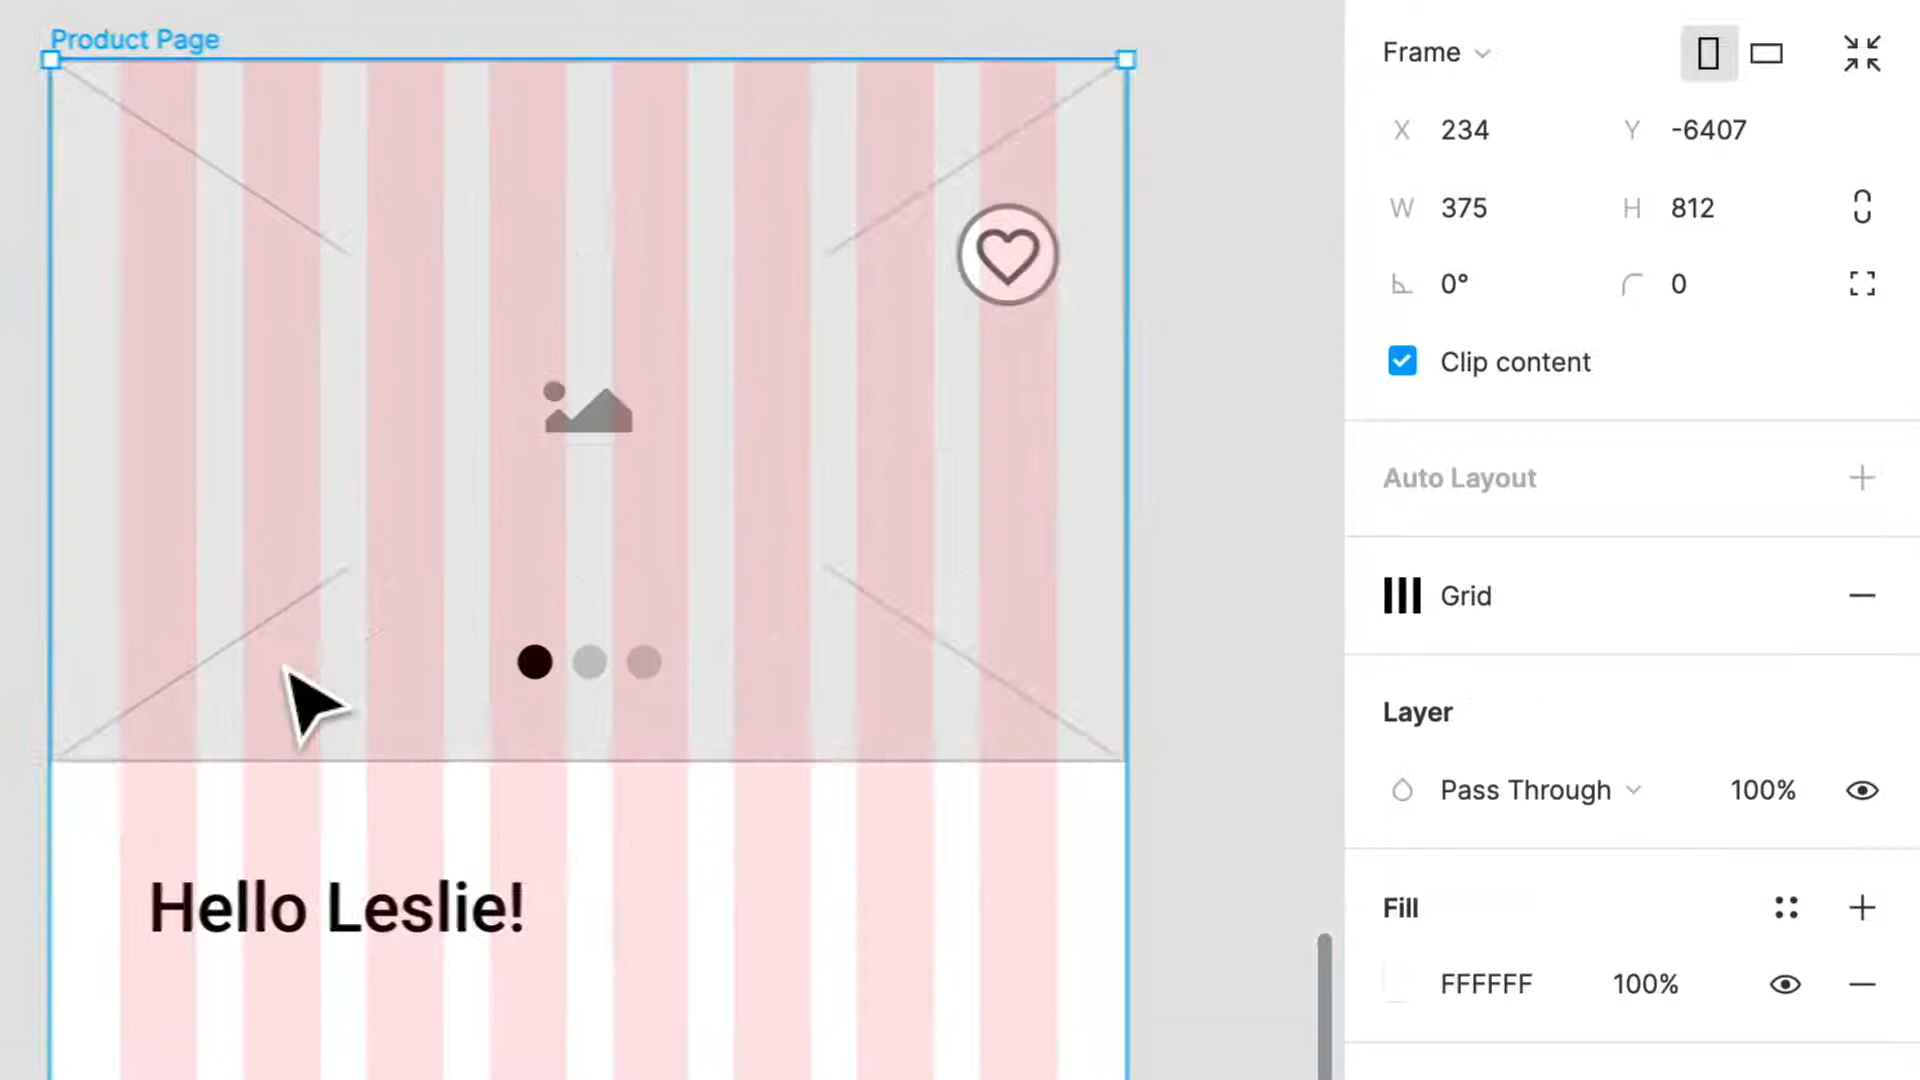 Product Page
Hello Leslie!
Frame
X 234 Y -6407
W 375 H 812
0° 0
Clip content
Auto Layout
Grid
Layer
Pass Through 100%
Fill
FFFFFF 100%